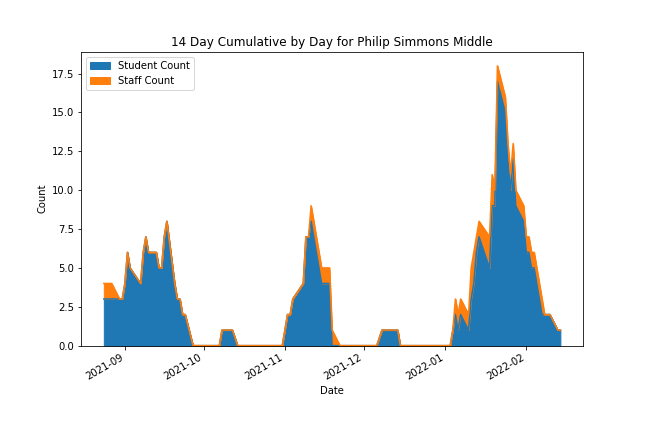 14 Day Cumulative by Day for Philip Simmons Middle
Student Count
Staff Count
17.5
15.0
12.5
10.0
7.5
5.0
2.5
0.0
Count
2021-09
2021-10
2021-11
2021-12
2022-01
2022-02
Date